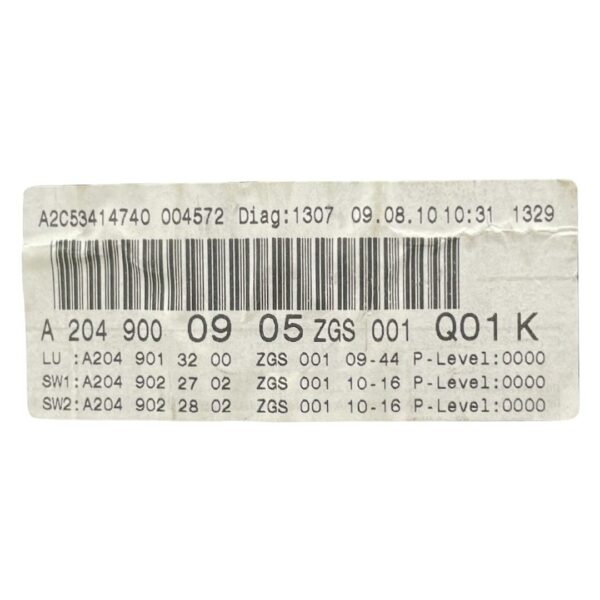 A2C53414740 004572 Diag:1307 09.08.10 10:31 1329
A 204 900 09 05 ZGS 001 Q01 K
LU :A204 901 32 00 ZGS 001 09-44 P-Level:0000
SW1:A204 902 27 02 ZGS 001 10-16 P-Level:0000
SW2:A204 902 28 02 ZGS 001 10-16 P-Level:0000